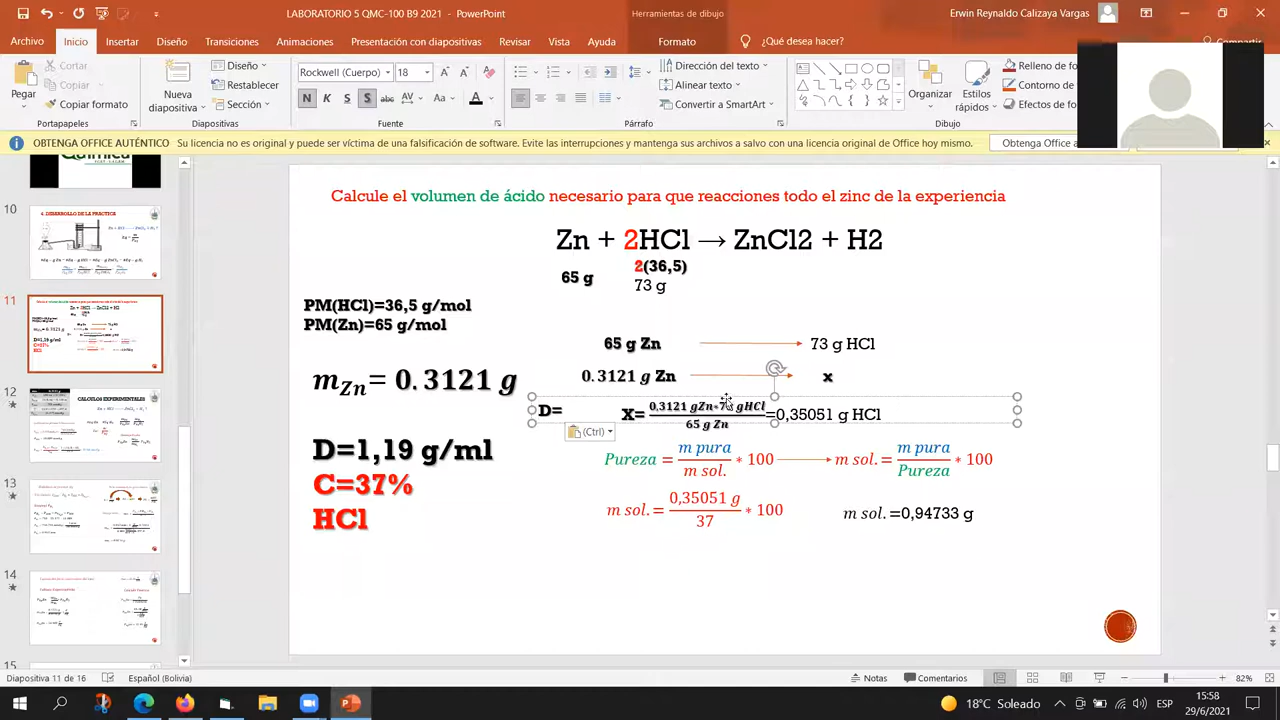 LABORATORIO 5 QMC-100 B9 2021 - PowerPoint
Erwin Reynaldo Calizaya Vargas
Archivo Inicio Insertar Diseño Transiciones Animaciones Presentación con diapositivas Revisar Vista Ayuda Formato ¿Qué desea hacer?
Pegar
Cortar
Copiar
Copiar formato
Portapapeles
Nueva diapositiva
Diseño
Restablecer
Sección
Diapositivas
Rockwell (Cuerpo) 18
N K S S abc AV Aa A
Fuente
Párrafo
Dirección del texto
Alinear texto
Convertir a SmartArt
Organizar
Estilos rápidos
Relleno de fo
Contorno de
Efectos de fo
Dibujo
OBTENGA OFFICE AUTÉNTICO Su licencia no es original y puede ser víctima de una falsificación de software. Evite las interrupciones y mantenga sus archivos a salvo con una licencia original de Office hoy mismo. Obtenga Office a
10
11
12
14
15
CALCULOS EXPERIMENTALES
Calcule el volumen de ácido necesario para que reacciones todo el zinc de la experiencia
Zn + 2HCl → ZnCl2 + H2
2(36,5)
65 g
73 g
PM(HCl)=36,5 g/mol
PM(Zn)=65 g/mol
65 g Zn → 73 g HCl
0.3121 g Zn → x
m_Zn= 0.3121 g
D=
X= 0,3121 gZn*73 gHCl / 65 g Zn =0,35051 g HCl
(Ctrl)
D=1,19 g/ml
C=37%
HCl
Pureza = m pura / m sol. * 100 → m sol. = m pura / Pureza * 100
m sol. = 0,35051 g / 37 * 100
m sol. =0,94733 g
Diapositiva 11 de 16 Español (Bolivia) Notas Comentarios 82%
18°C Soleado ESP
15:58
29/6/2021